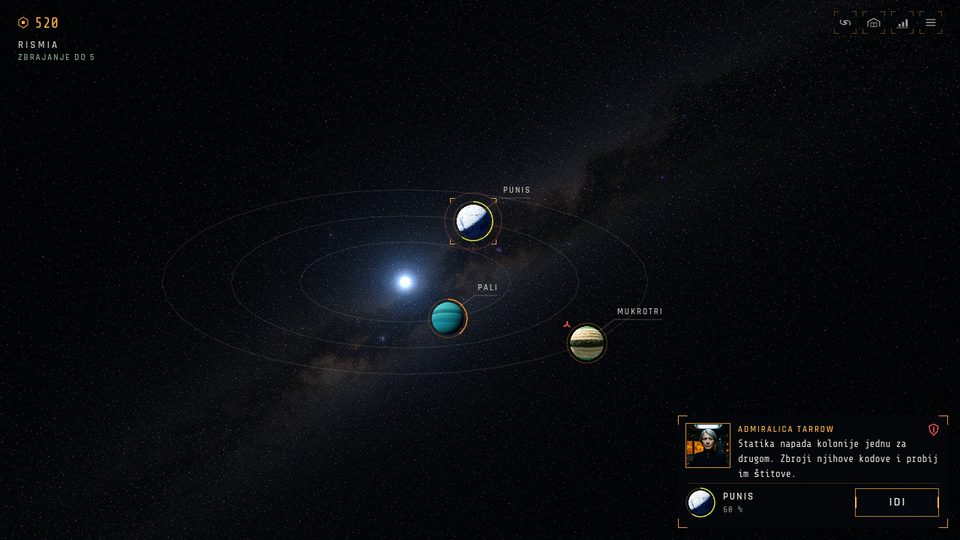 520
RISMIA
ZBRAJANJE DO 5
PUNIS
PALI
MUKROTRI
ADMIRALICA TARROW
Statika napada kolonije jednu za
drugom. Zbroji njihove kodove i probij
im štitove.
PUNIS
60 %
IDI